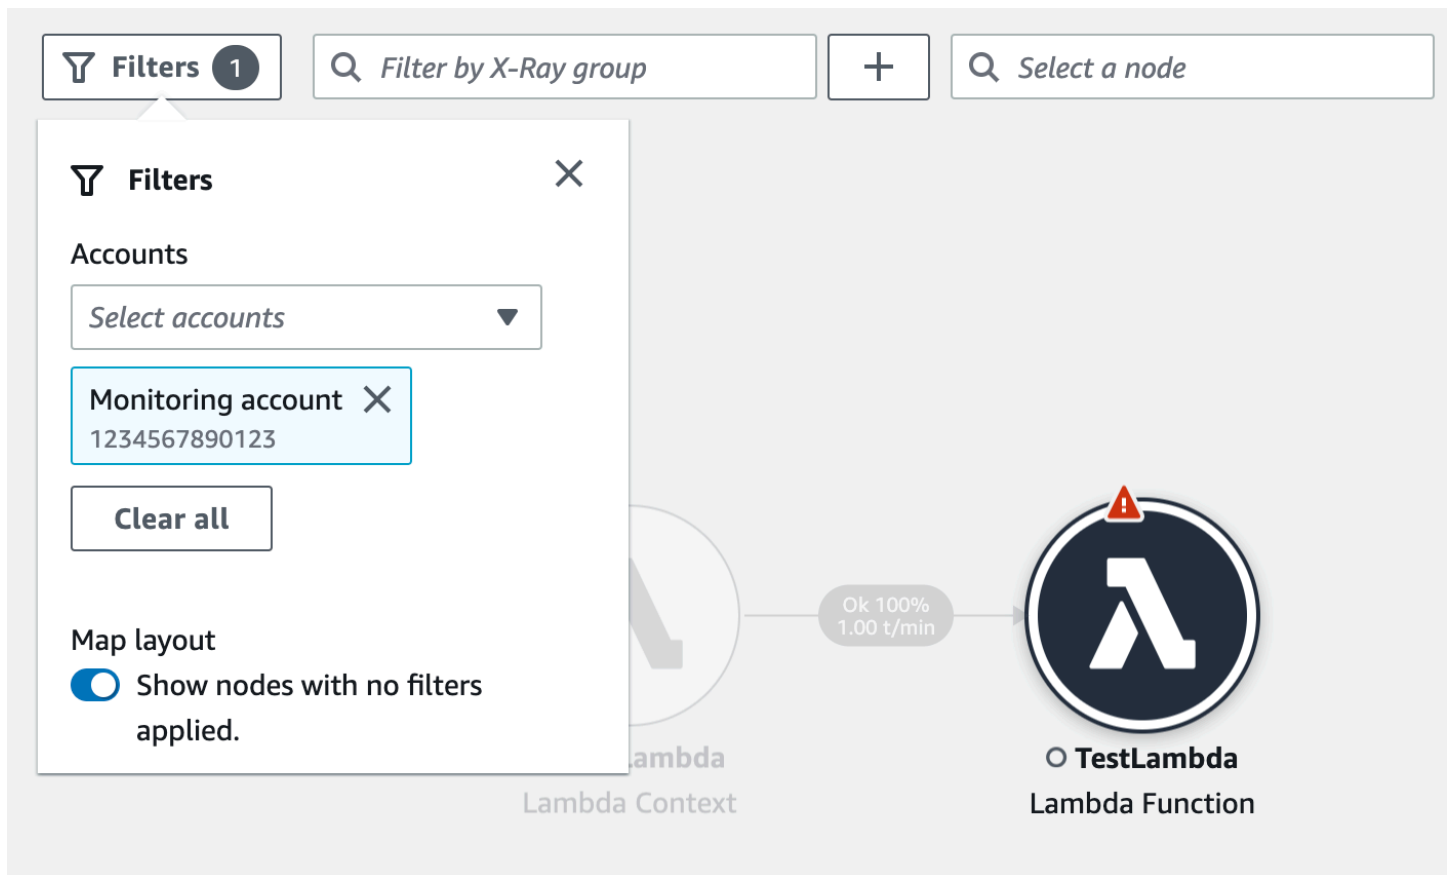 Filters 1
Filter by X-Ray group
Select a node
Filters
Accounts
Select accounts
Monitoring account
1234567890123
Clear all
Map layout
Show nodes with no filters
applied.
Ok 100%
1.00 t/min
TestLambda
Lambda Context
Lambda Function